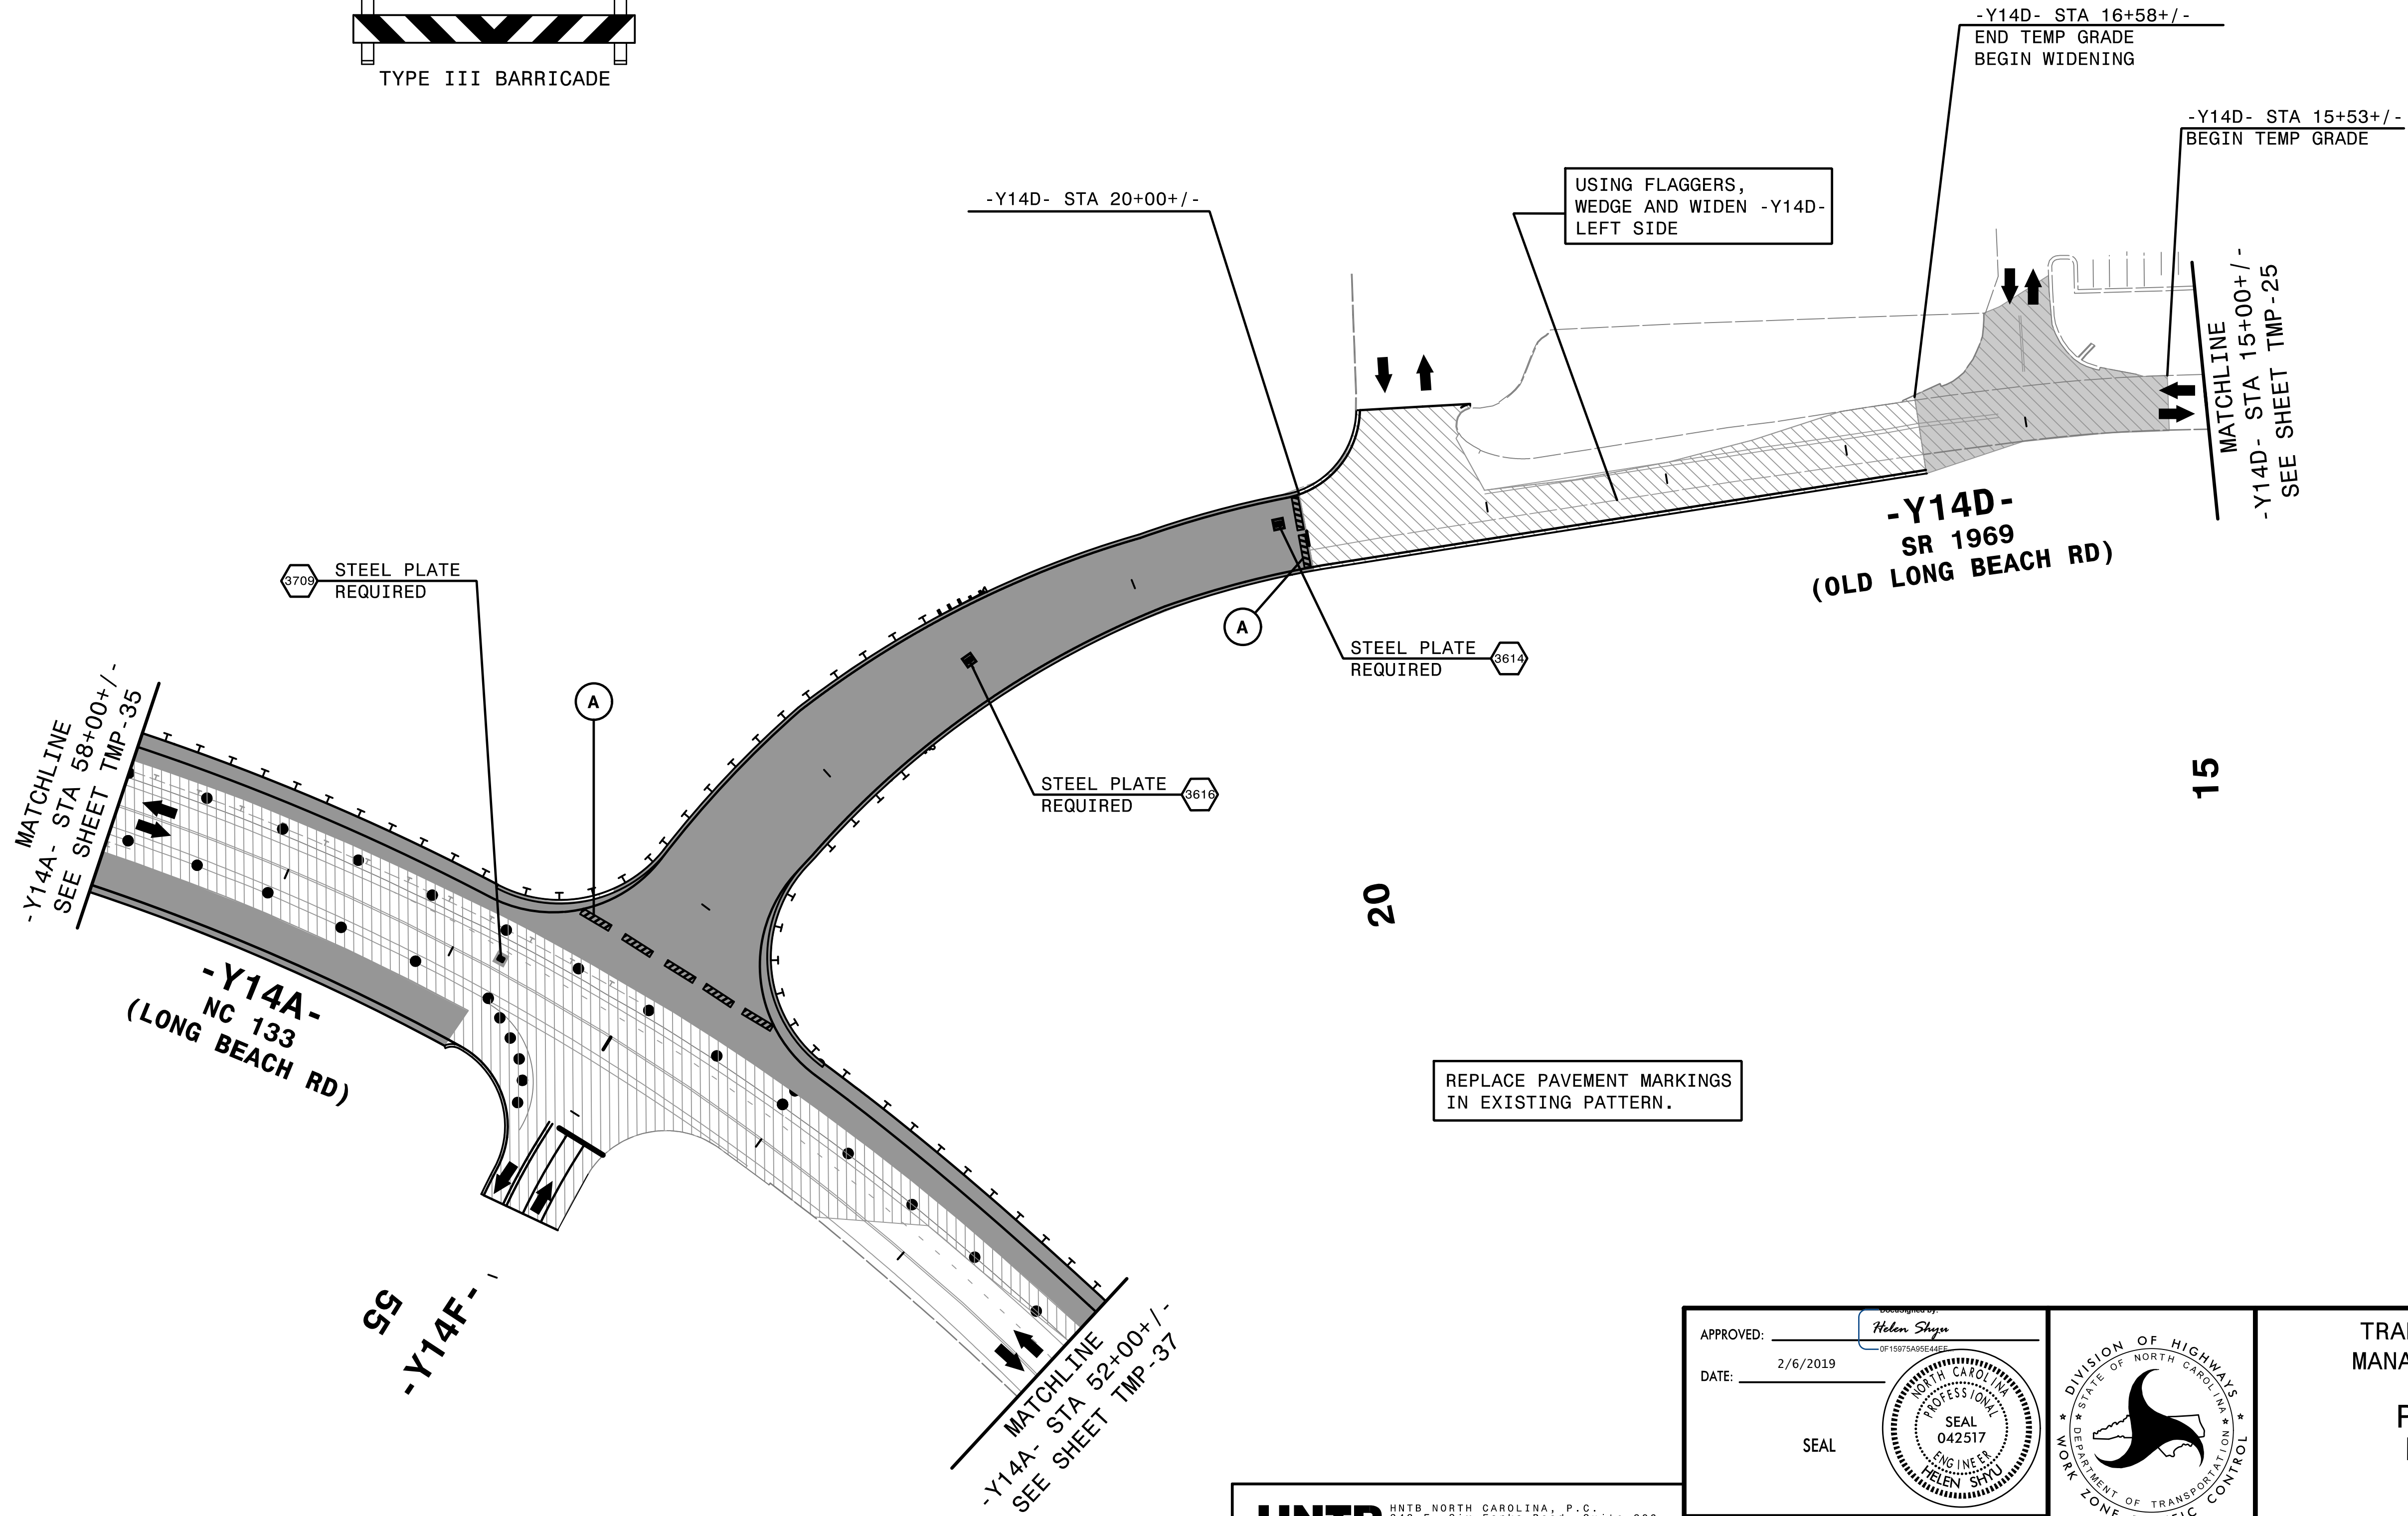 TYPE III BARRICADE
-Y14D- STA 16+58+/-
END TEMP GRADE
BEGIN WIDENING
-Y14D- STA 15+53+/-
BEGIN TEMP GRADE
-Y14D- STA 20+00+/-
USING FLAGGERS,
WEDGE AND WIDEN -Y14D-
LEFT SIDE
MATCHLINE
-Y14D- STA 15+00+/-
SEE SHEET TMP-25
-Y14D-
SR 1969
(OLD LONG BEACH RD)
3709
STEEL PLATE
REQUIRED
A
STEEL PLATE
REQUIRED
3614
A
STEEL PLATE
REQUIRED
3616
MATCHLINE
-Y14A- STA 58+00+/-
SEE SHEET TMP-35
15
20
-Y14A-
NC 133
(LONG BEACH RD)
REPLACE PAVEMENT MARKINGS
IN EXISTING PATTERN.
55
-Y14F-
MATCHLINE
-Y14A- STA 52+00+/-
SEE SHEET TMP-37
APPROVED:
DocuSigned by:
Helen Shyu
0F15975A95E44EF
DATE: 2/6/2019
SEAL
NORTH CAROLINA
PROFESSIONAL
SEAL
042517
ENGINEER
HELEN SHYU
DIVISION OF HIGHWAYS
STATE OF NORTH CAROLINA
DEPARTMENT OF TRANSPORTATION
WORK ZONE
CONTROL
HNTB
HNTB NORTH CAROLINA, P.C.